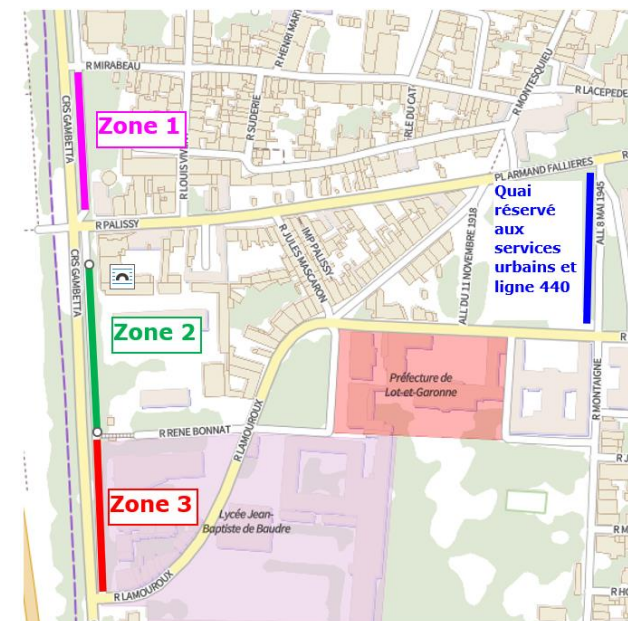 R MIRABEAU
R HENRI MART
CRS GAMBETTA
Zone 1
R SUDERIE
R LOUIS VIV
RLE DU CAT
R MONTESQUIEU
R LACEPEDE
PL ARMAND FALLIERES
R PALISSY
Quai
réservé
aux
services
urbains et
ligne 440
ALL 8 MAI 1945
R JULES MASCARON
IMP PALISSY
ALL DU 11 NOVEMBRE 1918
CRS GAMBETTA
Zone 2
R
R
Préfecture de
Lot-et-Garonne
R MONTAIGNE
R RENE BONNAT
R LAMOUROUX
R J
Zone 3
Lycée Jean-
Baptiste de Baudre
R M
R LAMOUROUX
R HO